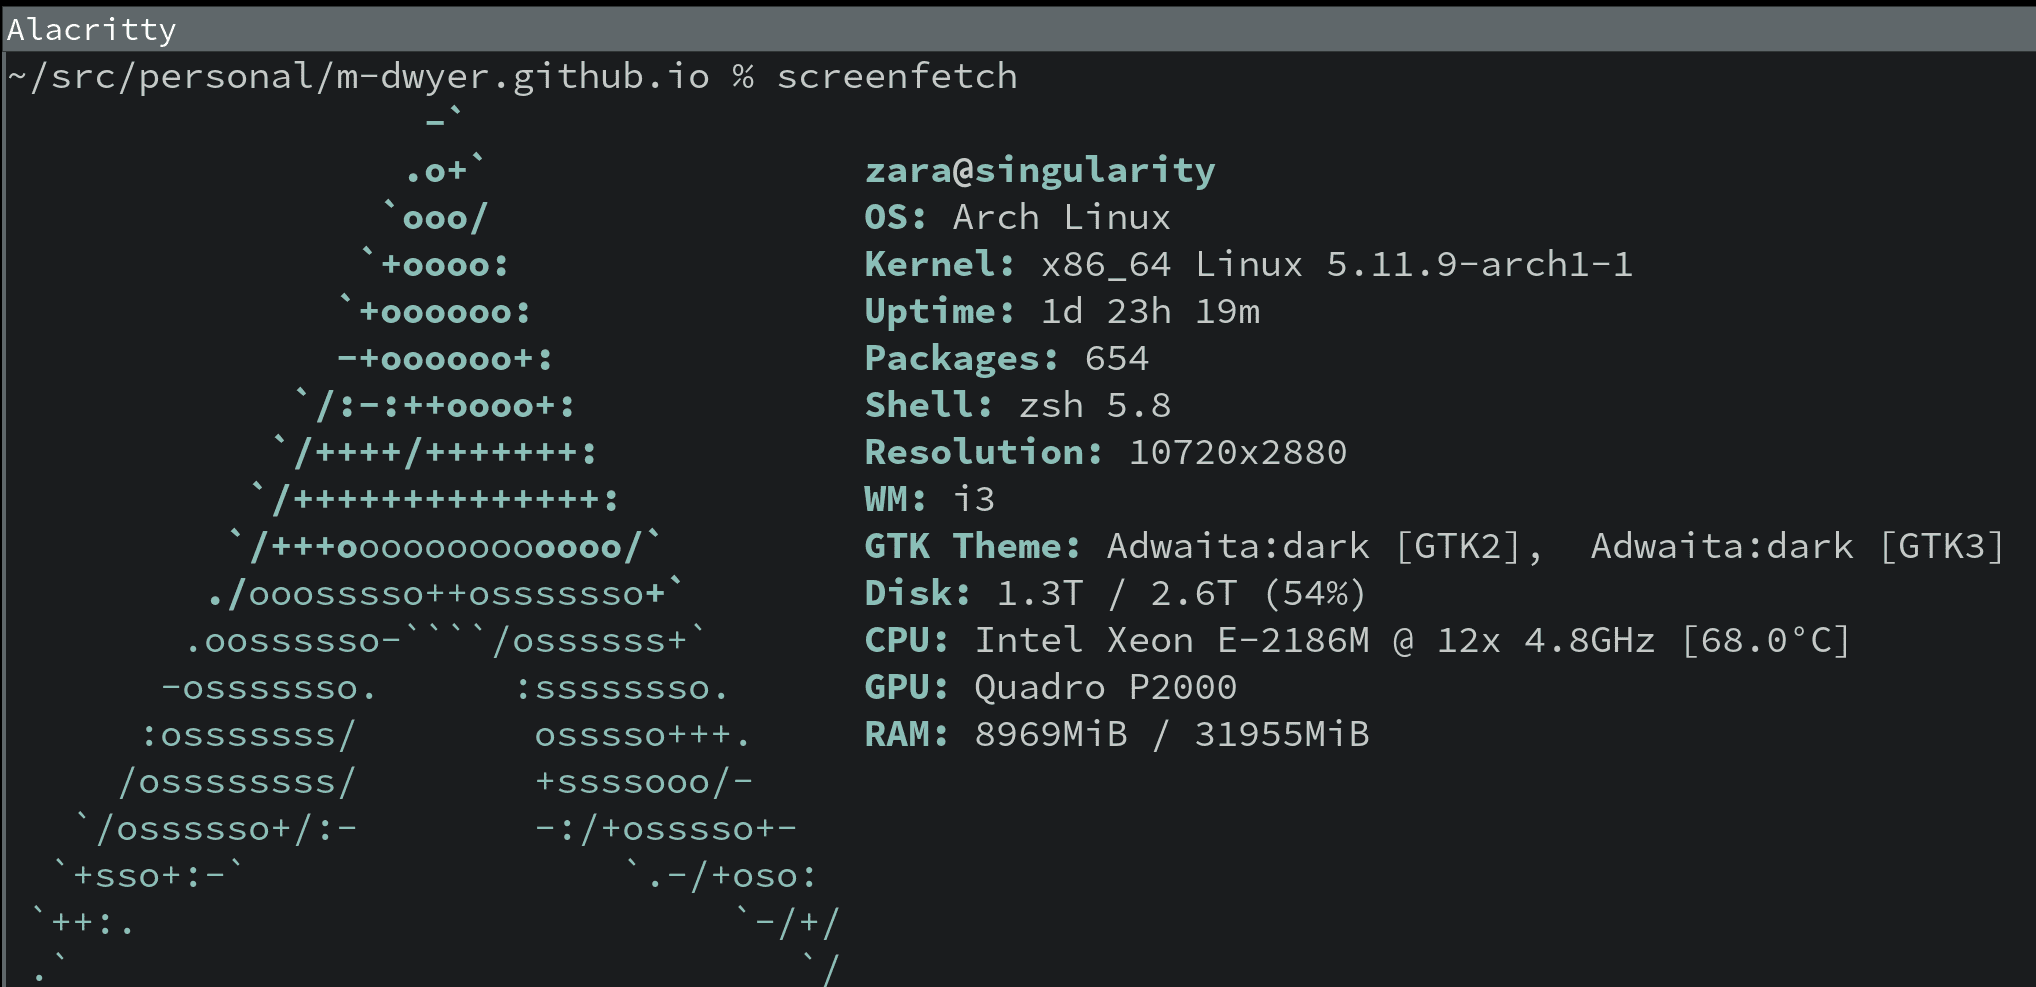 Alacritty
~/src/personal/m-dwyer.github.io % screenfetch
                   -`
                  .o+`                 zara@singularity
                 `ooo/                 OS: Arch Linux
                `+oooo:                Kernel: x86_64 Linux 5.11.9-arch1-1
               `+oooooo:               Uptime: 1d 23h 19m
               -+oooooo+:              Packages: 654
             `/:-:++oooo+:             Shell: zsh 5.8
            `/++++/+++++++:            Resolution: 10720x2880
           `/++++++++++++++:           WM: i3
          `/+++ooooooooooooo/`         GTK Theme: Adwaita:dark [GTK2],  Adwaita:dark [GTK3]
         ./ooosssso++osssssso+`        Disk: 1.3T / 2.6T (54%)
        .oossssso-````/ossssss+`       CPU: Intel Xeon E-2186M @ 12x 4.8GHz [68.0°C]
       -osssssso.      :ssssssso.      GPU: Quadro P2000
      :osssssss/        osssso+++.     RAM: 8969MiB / 31955MiB
     /ossssssss/        +ssssooo/-
   `/ossssso+/:-        -:/+osssso+-
  `+sso+:-`                 `.-/+oso:
 `++:.                           `-/+/
 .`                                 `/